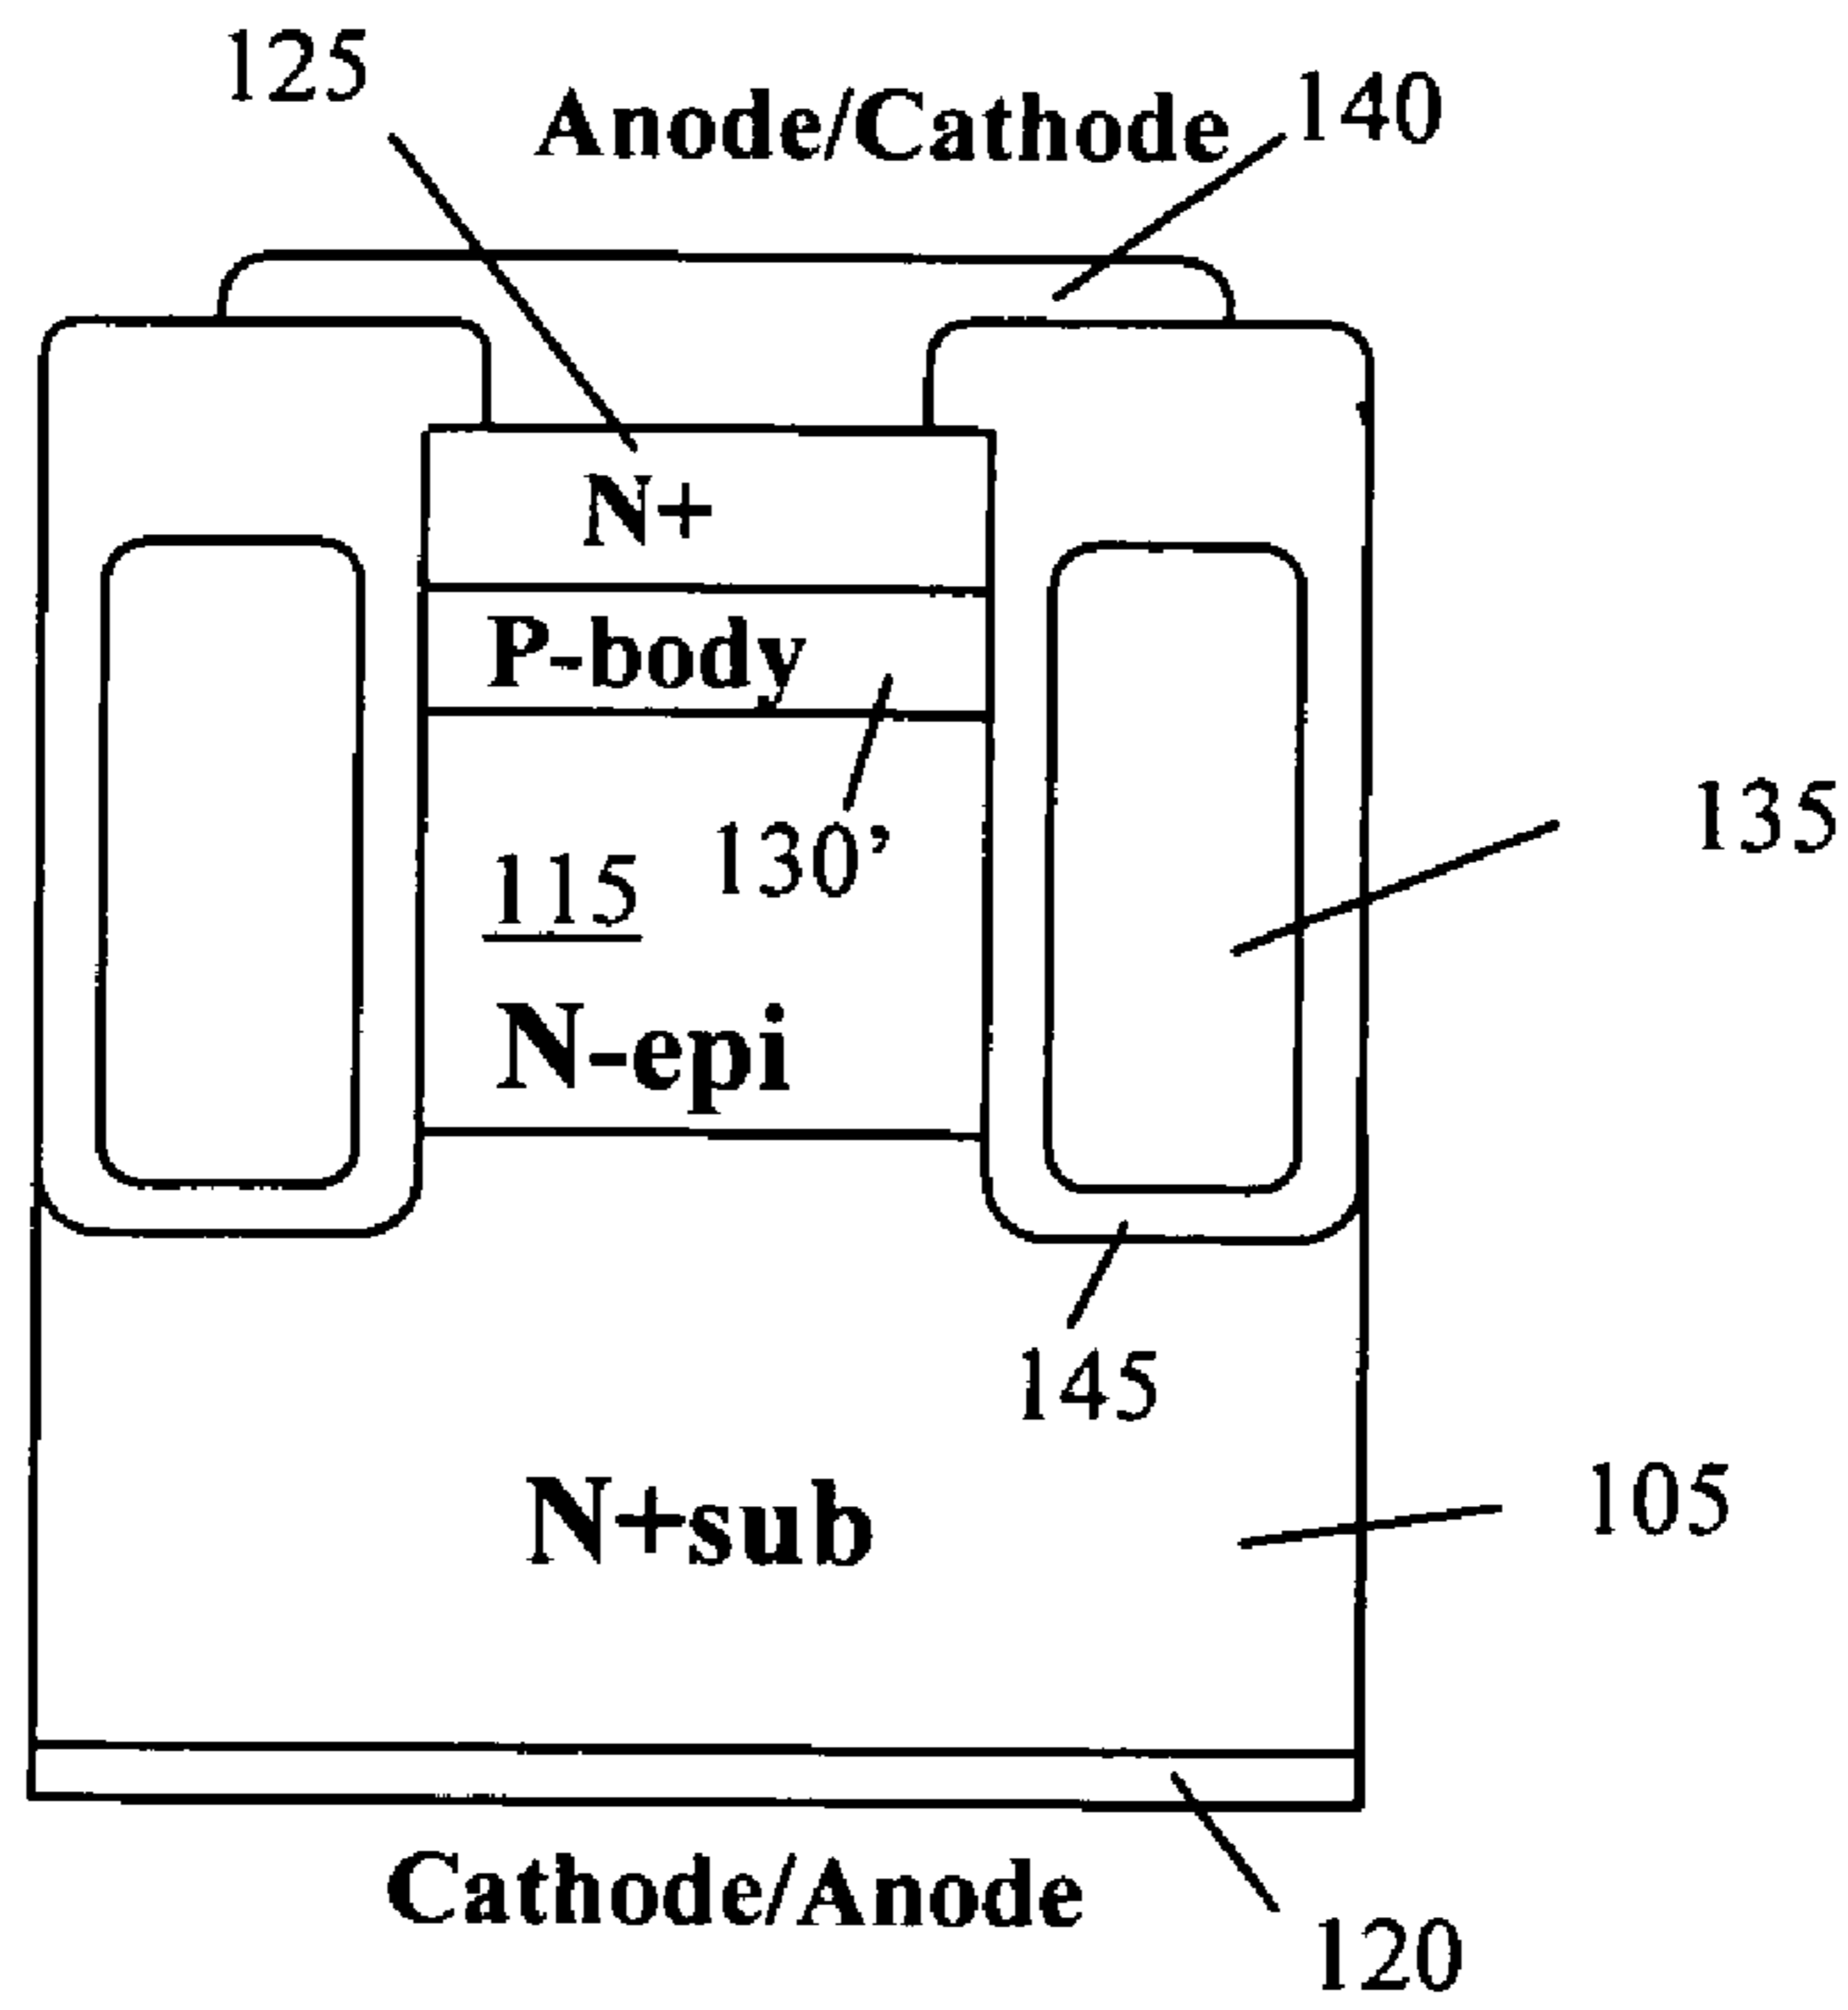 125
Anode/Cathode
140
N+
P-body
130’
135
115
N-epi
145
105
N+sub
Cathode/Anode
120